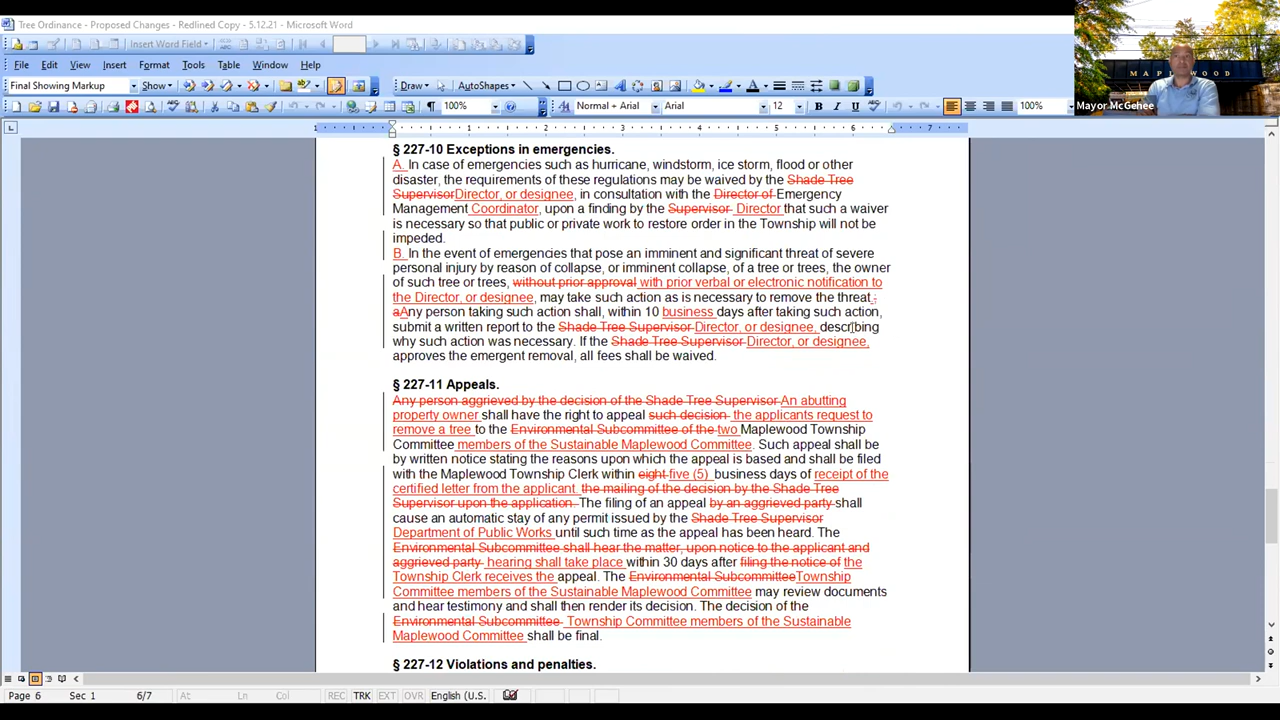 Tree Ordinance - Proposed Changes - Redlined Copy - 5.12.21 - Microsoft Word
Insert Word Field
File Edit View Insert Format Tools Table Window Help
Final Showing Markup Show Draw AutoShapes
100% Normal + Arial Arial 12 B I U 100%
MAPLEWOOD
Mayor McGehee
1 1 2 3 4 5 6 7
§ 227-10 Exceptions in emergencies.
A. In case of emergencies such as hurricane, windstorm, ice storm, flood or other
disaster, the requirements of these regulations may be waived by the Shade Tree
SupervisorDirector, or designee, in consultation with the Director of Emergency
Management Coordinator, upon a finding by the Supervisor Director that such a waiver
is necessary so that public or private work to restore order in the Township will not be
impeded.
B. In the event of emergencies that pose an imminent and significant threat of severe
personal injury by reason of collapse, or imminent collapse, of a tree or trees, the owner
of such tree or trees, without prior approval with prior verbal or electronic notification to
the Director, or designee, may take such action as is necessary to remove the threat.;
aAny person taking such action shall, within 10 business days after taking such action,
submit a written report to the Shade Tree Supervisor Director, or designee, describing
why such action was necessary. If the Shade Tree Supervisor Director, or designee,
approves the emergent removal, all fees shall be waived.
§ 227-11 Appeals.
Any person aggrieved by the decision of the Shade Tree Supervisor An abutting
property owner shall have the right to appeal such decision the applicants request to
remove a tree to the Environmental Subcommittee of the two Maplewood Township
Committee members of the Sustainable Maplewood Committee. Such appeal shall be
by written notice stating the reasons upon which the appeal is based and shall be filed
with the Maplewood Township Clerk within eight five (5) business days of receipt of the
certified letter from the applicant. the mailing of the decision by the Shade Tree
Supervisor upon the application. The filing of an appeal by an aggrieved party shall
cause an automatic stay of any permit issued by the Shade Tree Supervisor
Department of Public Works until such time as the appeal has been heard. The
Environmental Subcommittee shall hear the matter, upon notice to the applicant and
aggrieved party hearing shall take place within 30 days after filing the notice of the
Township Clerk receives the appeal. The Environmental SubcommitteeTownship
Committee members of the Sustainable Maplewood Committee may review documents
and hear testimony and shall then render its decision. The decision of the
Environmental Subcommittee Township Committee members of the Sustainable
Maplewood Committee shall be final.
§ 227-12 Violations and penalties.
Page 6 Sec 1 6/7 At Ln Col REC TRK EXT OVR English (U.S.